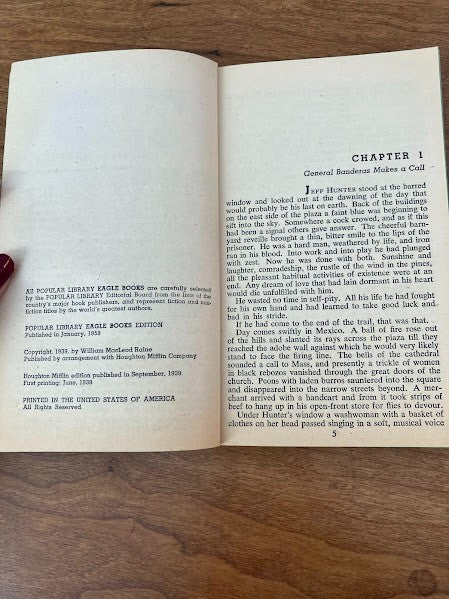 All POPULAR LIBRARY EAGLE BOOKS are carefully selected
by the POPULAR LIBRARY Editorial Board from the lists of the
country's major book publishers, and represent fiction and non-
fiction titles by the world's greatest authors.
POPULAR LIBRARY EAGLE BOOKS EDITION
Published in January, 1955
Copyright, 1939, by William MacLeod Raine
Published by arrangement with Houghton Mifflin Company
Houghton Mifflin edition published in September, 1939
First printing: June, 1939
PRINTED IN THE UNITED STATES OF AMERICA
All Rights Reserved
CHAPTER 1
General Banderas Makes a Call
JEFF HUNTER stood at the barred
window and looked out at the dawning of the day that
would probably be his last on earth. Back of the buildings
on the east side of the plaza a faint blue was beginning to
sift into the sky. Somewhere a cock crowed, and as if this
had been a signal others gave answer. The cheerful barn-
yard reveille brought a thin, bitter smile to the lips of the
prisoner. He was a hard man, weathered by life, and iron
ran in his blood. Into work and into play he had plunged
with zest. Now he was done with both. Sunshine and
laughter, comradeship, the rustle of the wind in the pines,
all the pleasant habitual activities of existence were at an
end. Any dream of love that had lain dormant in his heart
would die unfulfilled with him.
He wasted no time in self-pity. All his life he had fought
for his own hand and had learned to take good luck and
bad in his stride.
If he had come to the end of the trail, that was that.
Day comes swiftly in Mexico. A ball of fire rose out
of the hills and slanted its rays across the plaza till they
reached the adobe wall against which he would very likely
stand to face the firing line. The bells of the cathedral
sounded a call to Mass, and presently a trickle of women
in black rebozos vanished through the great doors of the
church. Peons with laden burros sauntered into the square
and disappeared into the narrow streets beyond. A mer-
chant arrived with a handcart and from it took strips of
beef to hang up in his open-front store for flies to devour.
Under Hunter's window a washwoman with a basket of
clothes on her head passed singing in a soft, musical voice
5